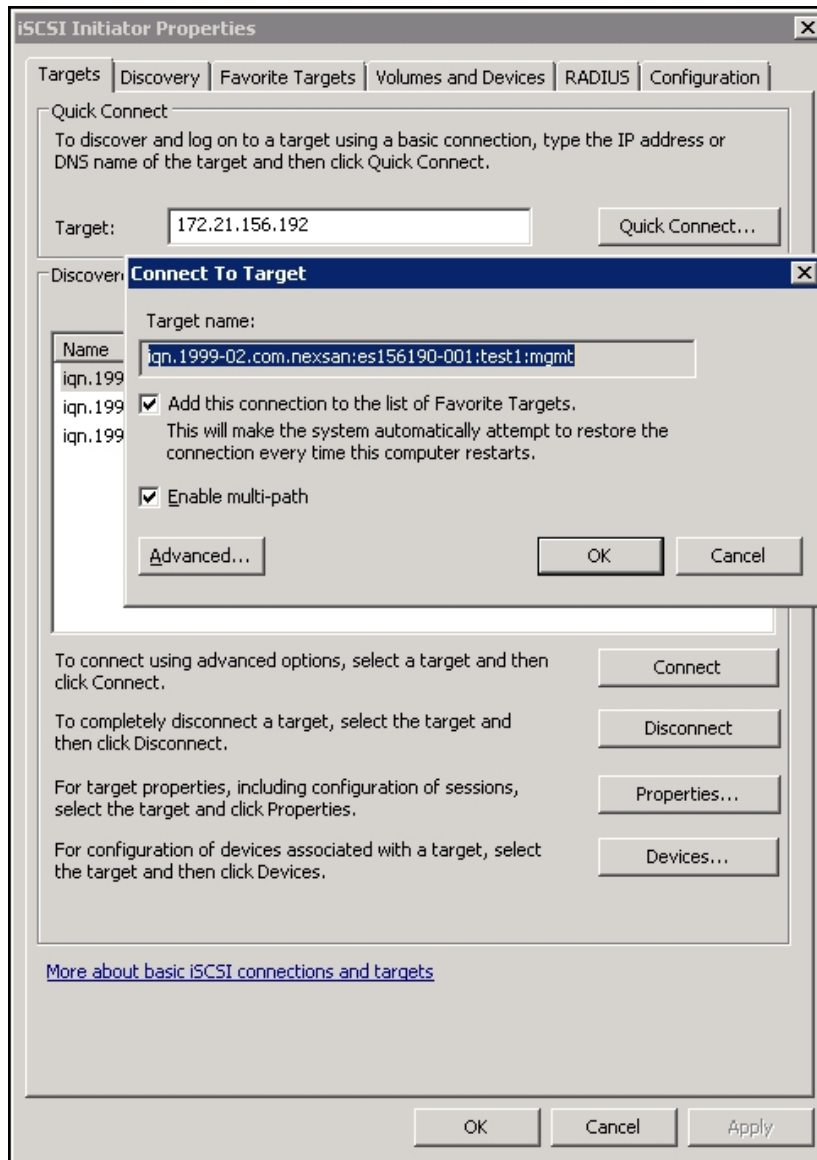 iSCSI Initiator Properties
Targets Discovery Favorite Targets Volumes and Devices RADIUS Configuration
Quick Connect
To discover and log on to a target using a basic connection, type the IP address or
DNS name of the target and then click Quick Connect.
Target: 172.21.156.192 Quick Connect...
Discover
Connect To Target
Target name:
Name
iqn.1999-02.com.nexsan:es156190-001:test1:mgmt
iqn.199
Add this connection to the list of Favorite Targets.
iqn.199
This will make the system automatically attempt to restore the
iqn.199
connection every time this computer restarts.
Enable multi-path
Advanced... OK Cancel
To connect using advanced options, select a target and then
click Connect.
Connect
To completely disconnect a target, select the target and
then click Disconnect.
Disconnect
For target properties, including configuration of sessions,
select the target and click Properties.
Properties...
For configuration of devices associated with a target, select
the target and then click Devices.
Devices...
More about basic iSCSI connections and targets
OK Cancel Apply